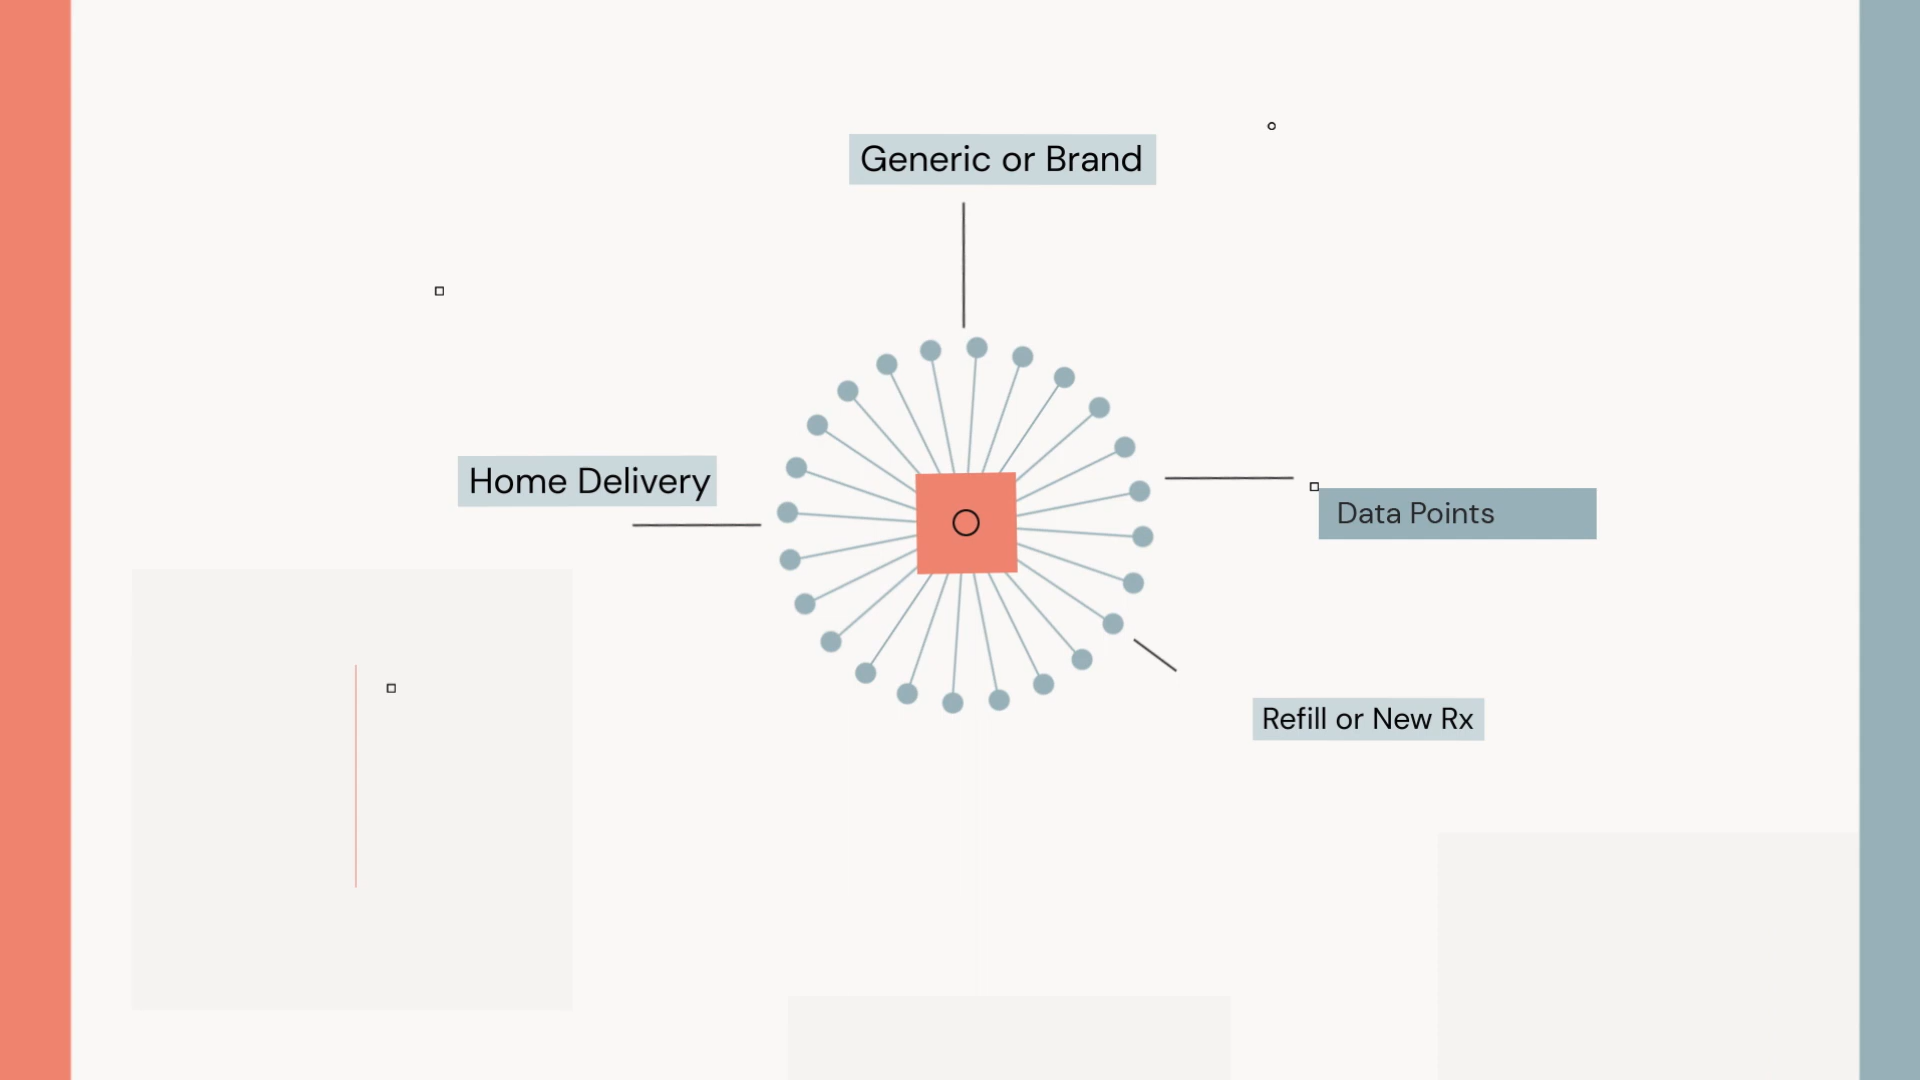 Generic or Brand
Home Delivery
Data Points
Refill or New Rx